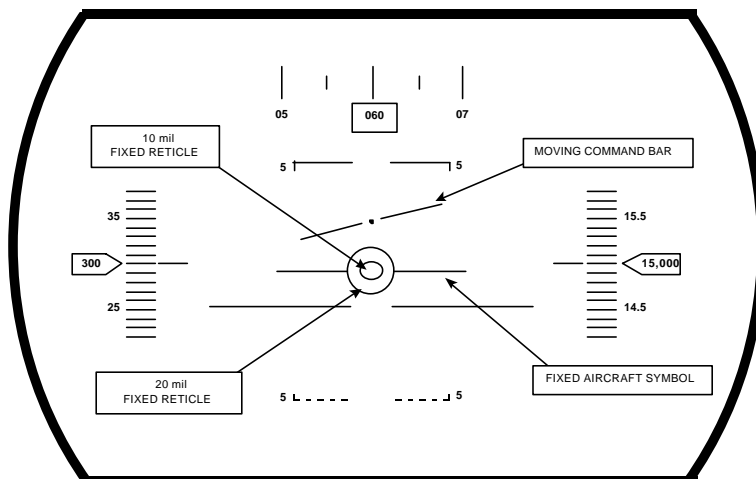 05
060
07
10 mil
FIXED RETICLE
5
5
MOVING COMMAND BAR
35
15.5
300
15,000
25
14.5
20 mil
FIXED RETICLE
FIXED AIRCRAFT SYMBOL
5
5